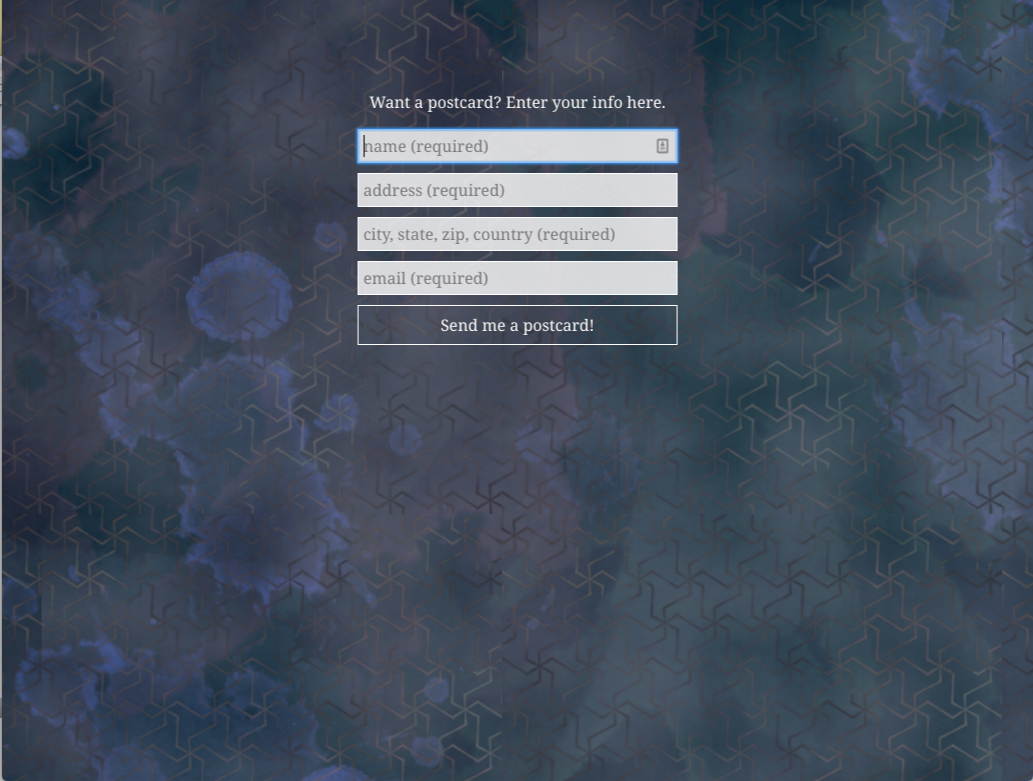 Want a postcard? Enter your info here.
name (required)
address (required)
city, state, zip, country (required)
email (required)
Send me a postcard!